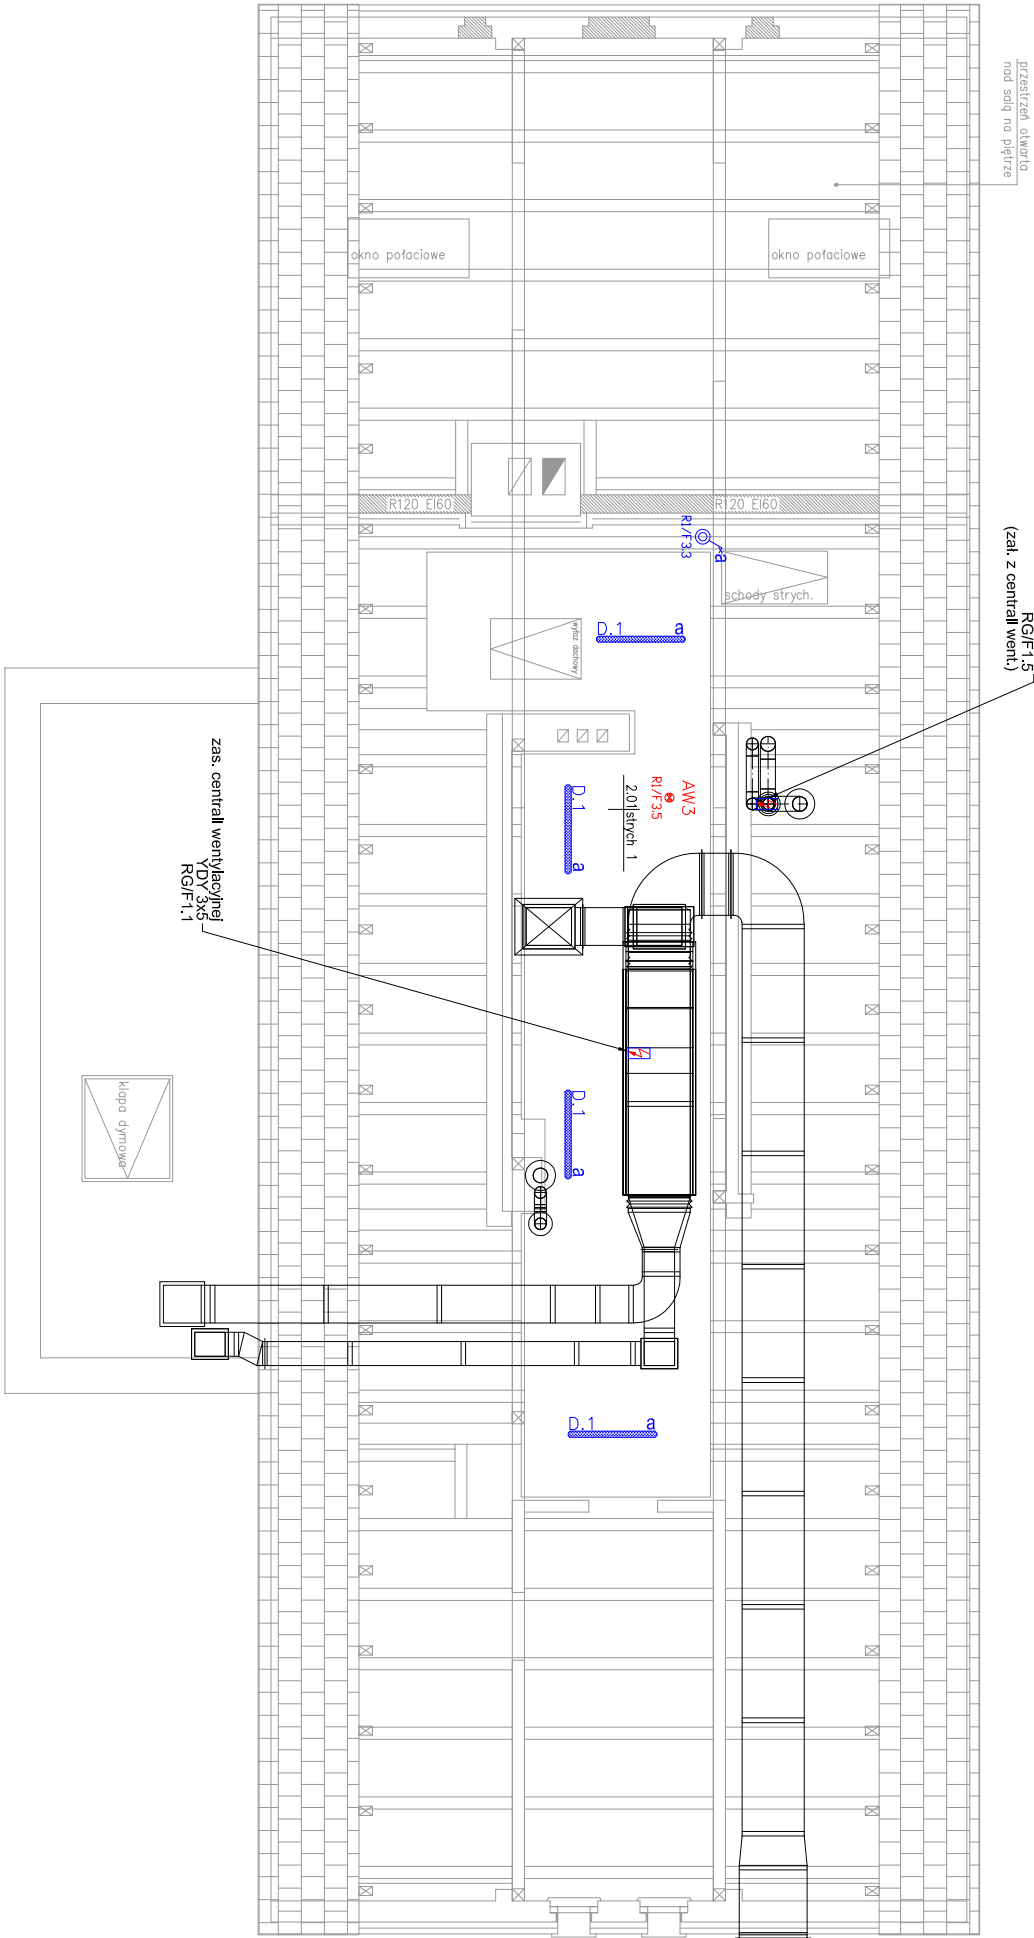 przestrzeń otwarta
nad salą na piętrze
okno połaciowe
okno połaciowe
R120 EI60
R120 EI60
R1/F3.3
a
schody strych.
RG/F1.5
(zał. z centrali went.)
D.1 a
wyłaz dachowy
AW3
R1/F3.5
2.01 strych 1
D.1 a
zas. centrali wentylacyjnej
YDY 3x5
RG/F1.1
D.1 a
klapa dymowa
D.1 a